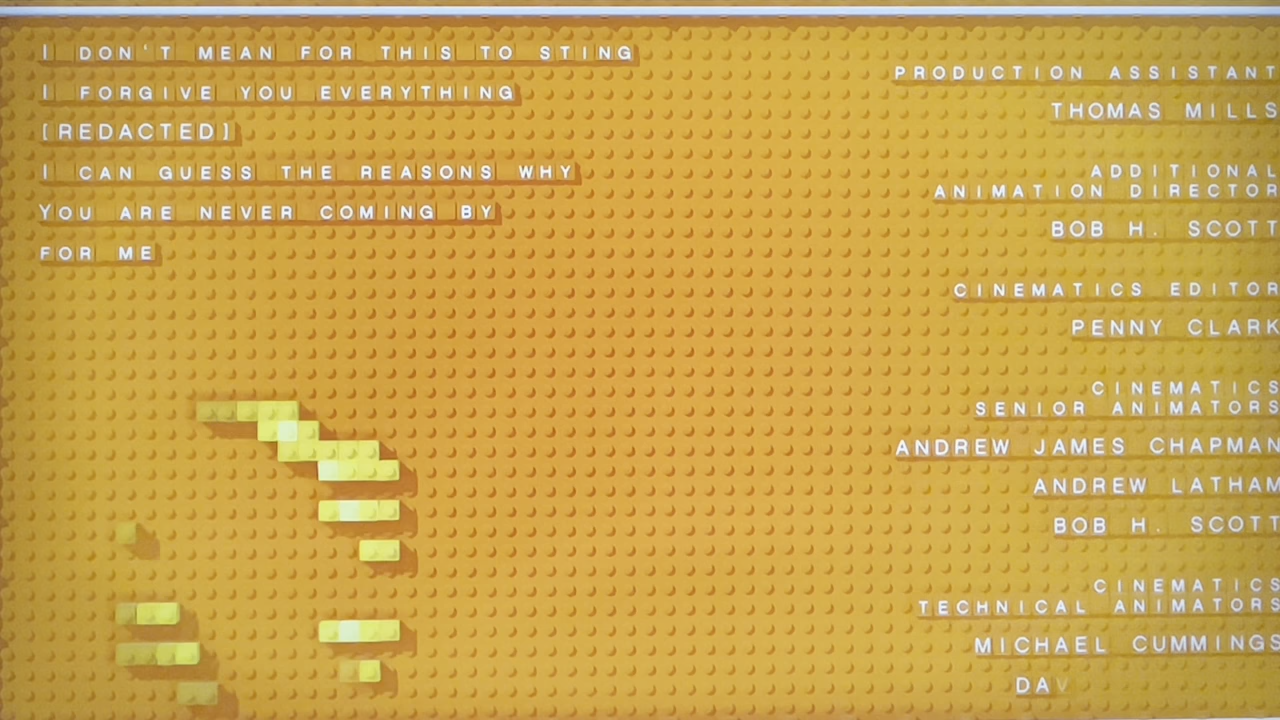 I DON'T MEAN FOR THIS TO STING
I FORGIVE YOU EVERYTHING
[REDACTED]
I CAN GUESS THE REASONS WHY
YOU ARE NEVER COMING BY
FOR ME
PRODUCTION ASSISTANT
THOMAS MILLS
ADDITIONAL
ANIMATION DIRECTOR
BOB H. SCOTT
CINEMATICS EDITOR
PENNY CLARK
CINEMATICS
SENIOR ANIMATORS
ANDREW JAMES CHAPMAN
ANDREW LATHAM
BOB H. SCOTT
CINEMATICS
TECHNICAL ANIMATORS
MICHAEL CUMMINGS
DAV